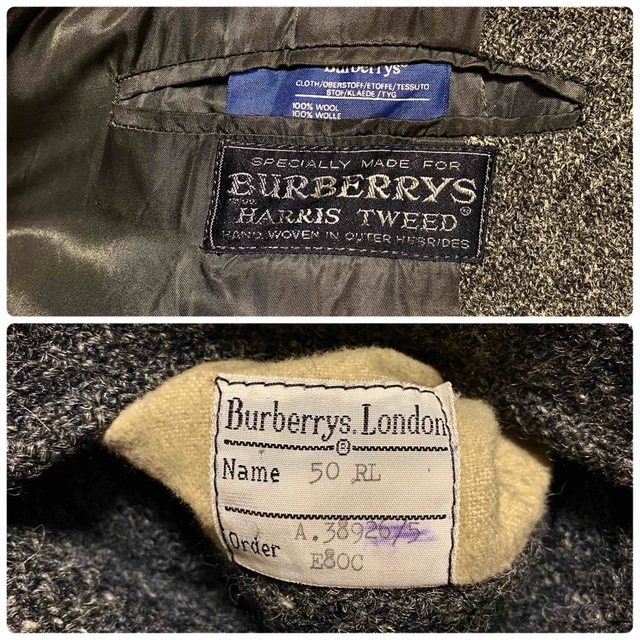 Burberrys™
CLOTH/OBERSTOFF/ETOFFE/TESSUTO
STOF/KLAEDE/TYG
100% WOOL
100% WOLLE
SPECIALLY MADE FOR
BURBERRYS
HARRIS TWEED®
HAND WOVEN IN OUTER HEBRIDES
Burberrys. London
®
Name 50 RL
Order A.38926/5
E80C